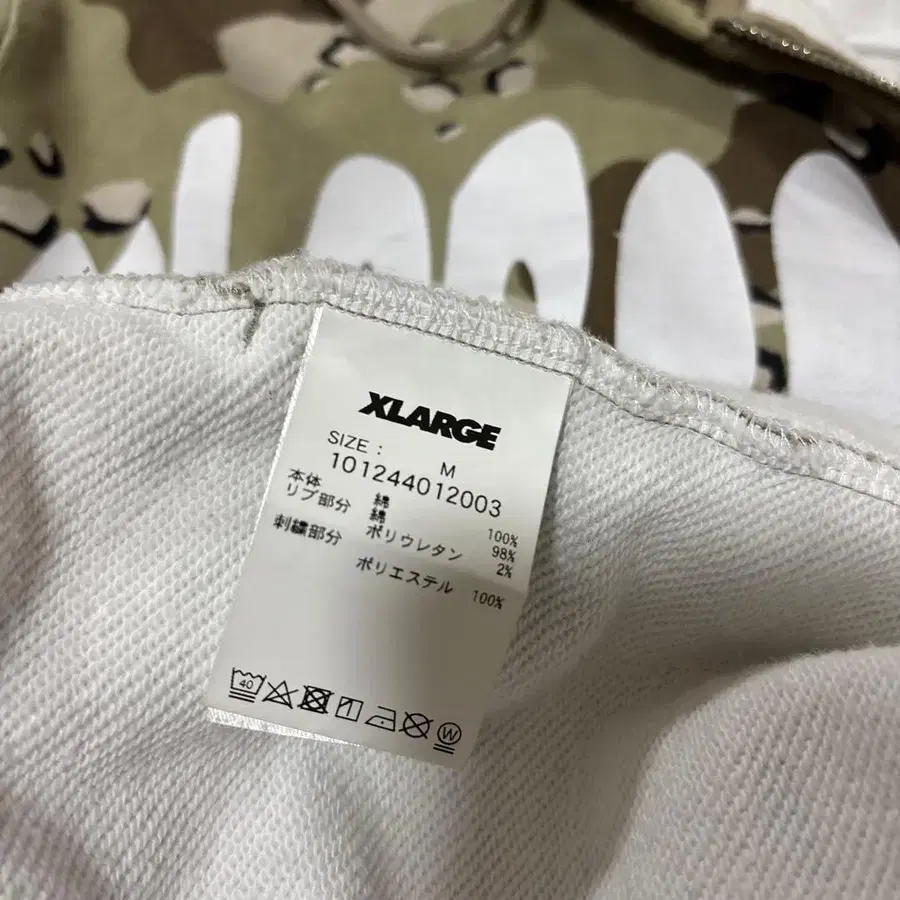 XLARGE
SIZE : M
101244012003
本体 綿 100%
リブ部分 綿 98%
ポリウレタン 2%
刺繍部分 ポリエステル 100%
40
W